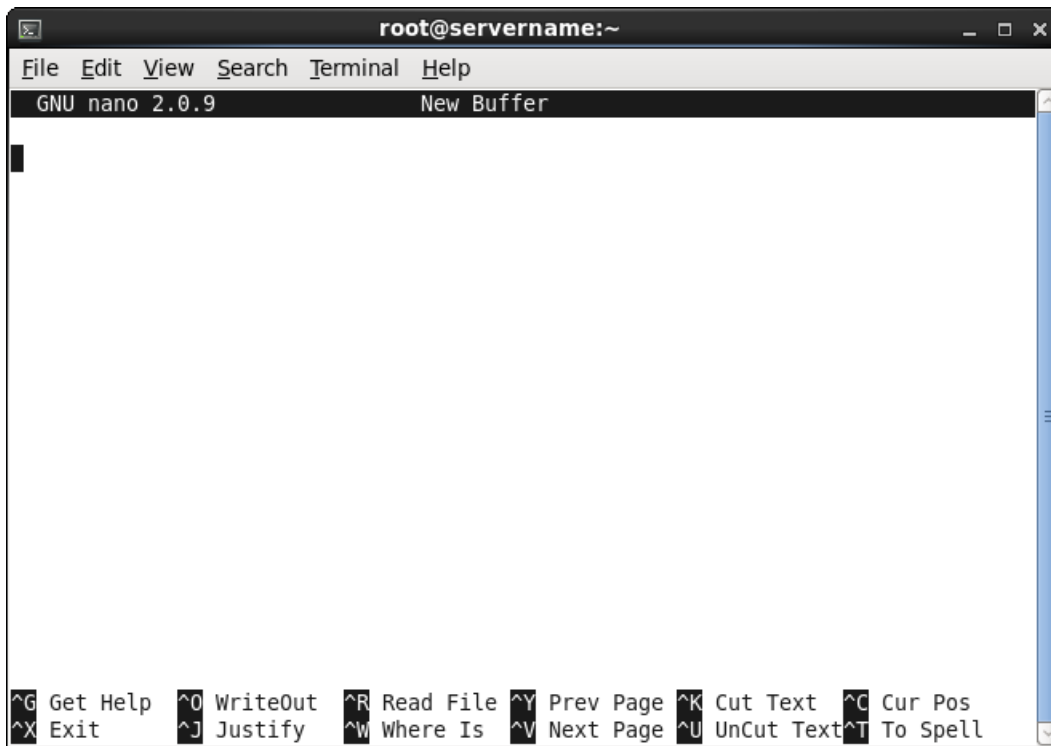 root@servername:~
File Edit View Search Terminal Help
GNU nano 2.0.9 New Buffer
^G Get Help ^O WriteOut ^R Read File ^Y Prev Page ^K Cut Text ^C Cur Pos
^X Exit ^J Justify ^W Where Is ^V Next Page ^U UnCut Text^T To Spell